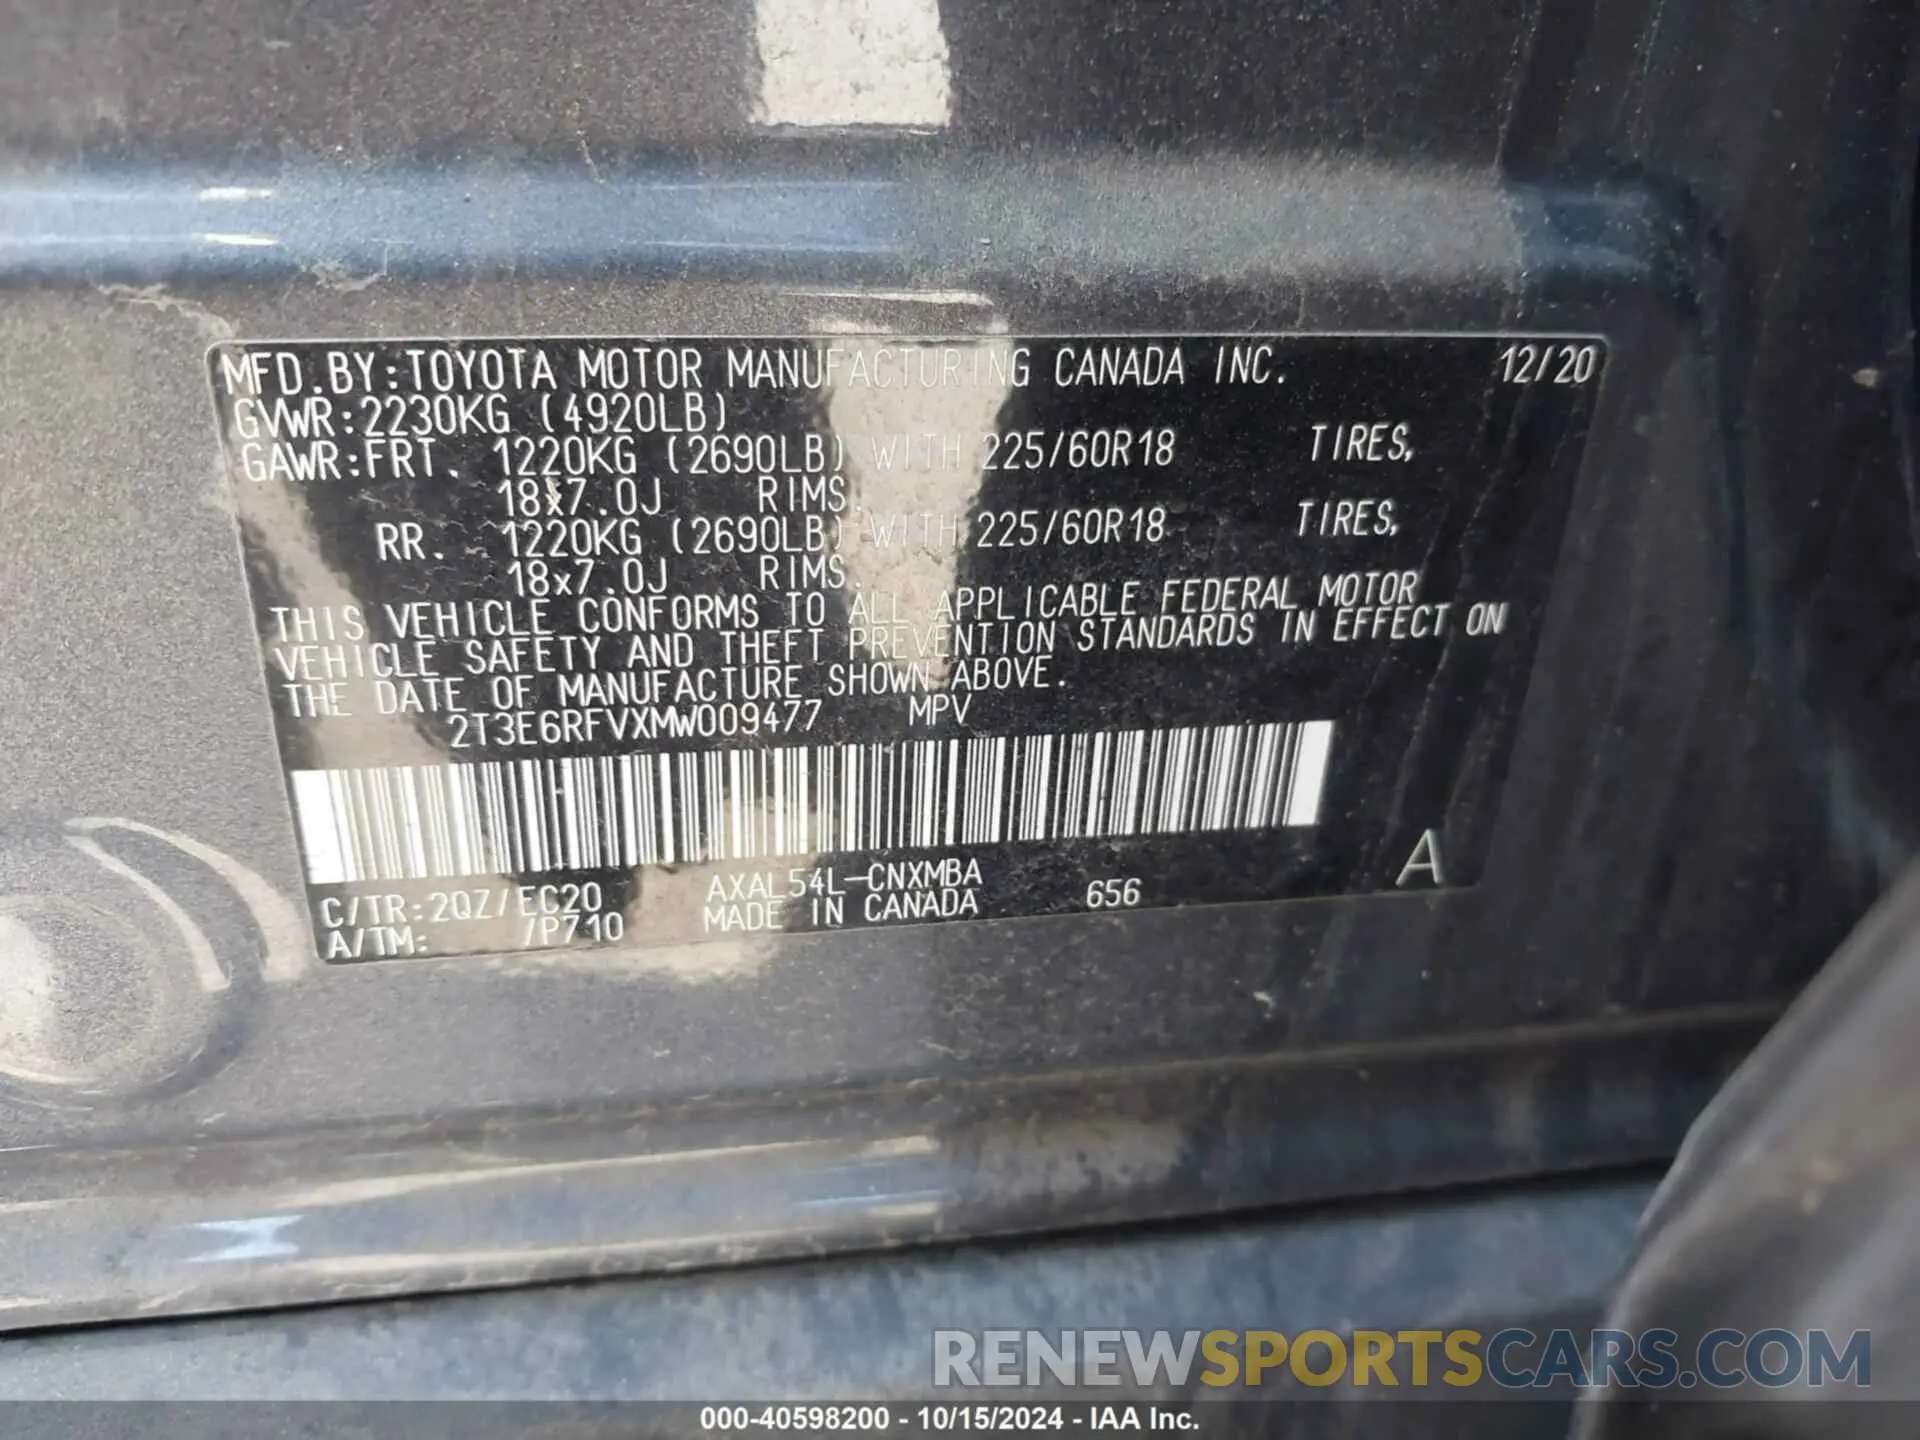 MFD.BY:TOYOTA MOTOR MANUFACTURING CANADA INC. 12/20
GVWR:2230KG (4920LB)
GAWR:FRT. 1220KG (2690LB) WITH 225/60R18 TIRES,
18x7.0J RIMS.
RR. 1220KG (2690LB) WITH 225/60R18 TIRES,
18x7.0J RIMS.
THIS VEHICLE CONFORMS TO ALL APPLICABLE FEDERAL MOTOR
VEHICLE SAFETY AND THEFT PREVENTION STANDARDS IN EFFECT ON
THE DATE OF MANUFACTURE SHOWN ABOVE.
2T3E6RFVXMW009477 MPV
C/TR:2QZ/EC20 AXAL54L-CNXMBA 656 A
A/TM: /P710 MADE IN CANADA
RENEWSPORTSCARS.COM
000-40598200 - 10/15/2024 - IAA Inc.